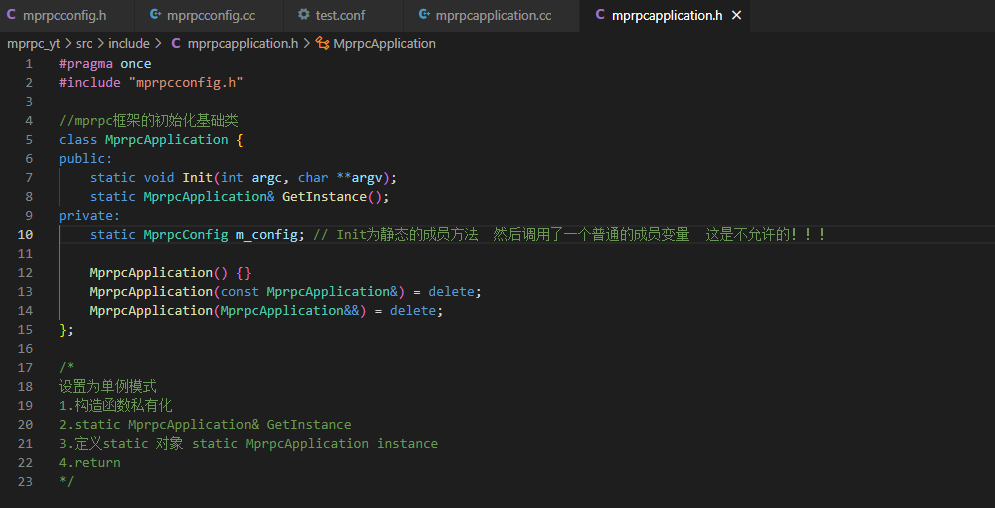 mprpcconfig.h mprpcconfig.cc test.conf mprpcapplication.cc mprpcapplication.h
mprpc_yt > src > include > mprpcapplication.h > MprpcApplication
1 #pragma once
2 #include "mprpcconfig.h"
3
4 //mprpc框架的初始化基础类
5 class MprpcApplication {
6 public:
7     static void Init(int argc, char **argv);
8     static MprpcApplication& GetInstance();
9 private:
10     static MprpcConfig m_config; // Init为静态的成员方法  然后调用了一个普通的成员变量  这是不允许的！！！
11
12     MprpcApplication() {}
13     MprpcApplication(const MprpcApplication&) = delete;
14     MprpcApplication(MprpcApplication&&) = delete;
15 };
16
17 /*
18 设置为单例模式
19 1.构造函数私有化
20 2.static MprpcApplication& GetInstance
21 3.定义static 对象 static MprpcApplication instance
22 4.return
23 */